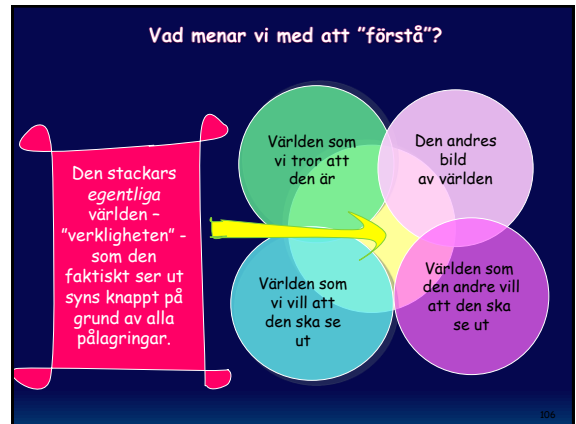 Vad menar vi med att ”förstå”?
Den stackars
egentliga
världen –
”verkligheten” -
som den
faktiskt ser ut
syns knappt på
grund av alla
pålagringar.
Världen som
vi tror att
den är
Den andres
bild
av världen
Världen som
vi vill att
den ska se
ut
Världen som
den andre vill
att den ska
se ut
106